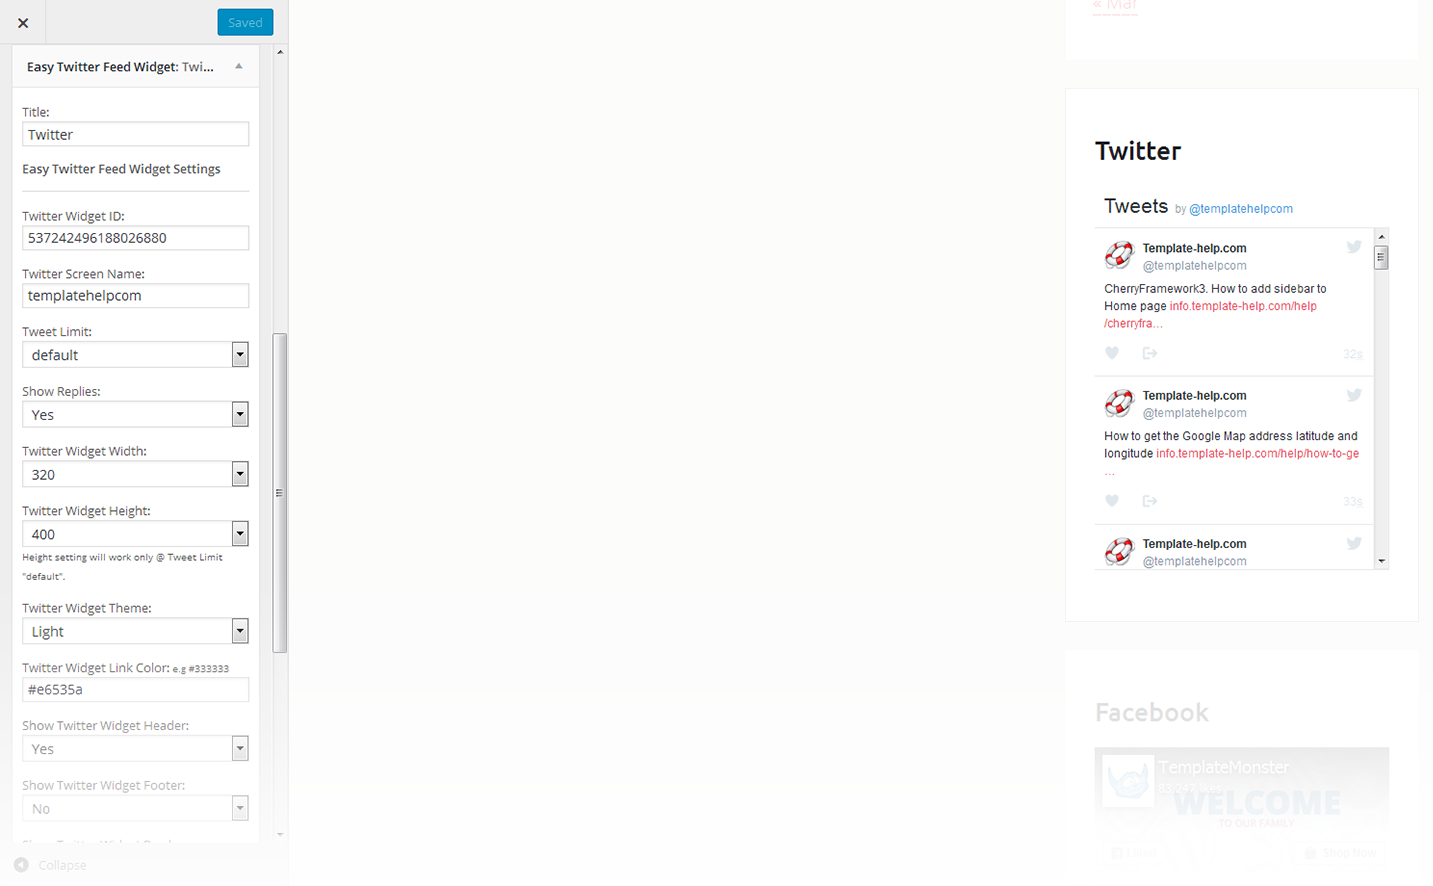 Saved
Easy Twitter Feed Widget: Twi...
Title:
Twitter
Easy Twitter Feed Widget Settings
Twitter Widget ID:
537242496188026880
Twitter Screen Name:
templatehelpcom
Tweet Limit:
default
Show Replies:
Yes
Twitter Widget Width:
320
Twitter Widget Height:
400
Height setting will work only @ Tweet Limit
"default".
Twitter Widget Theme:
Light
Twitter Widget Link Color: e.g #333333
#e6535a
Show Twitter Widget Header:
Yes
Show Twitter Widget Footer:
No
Collapse
« Mar
Twitter
Tweets by @templatehelpcom
Template-help.com
@templatehelpcom
CherryFramework3. How to add sidebar to
Home page info.template-help.com/help
/cherryfra…
32s
Template-help.com
@templatehelpcom
How to get the Google Map address latitude and
longitude info.template-help.com/help/how-to-ge
…
33s
Template-help.com
@templatehelpcom
Facebook
TemplateMonster
WELCOME
TO OUR FAMILY
Shop Now